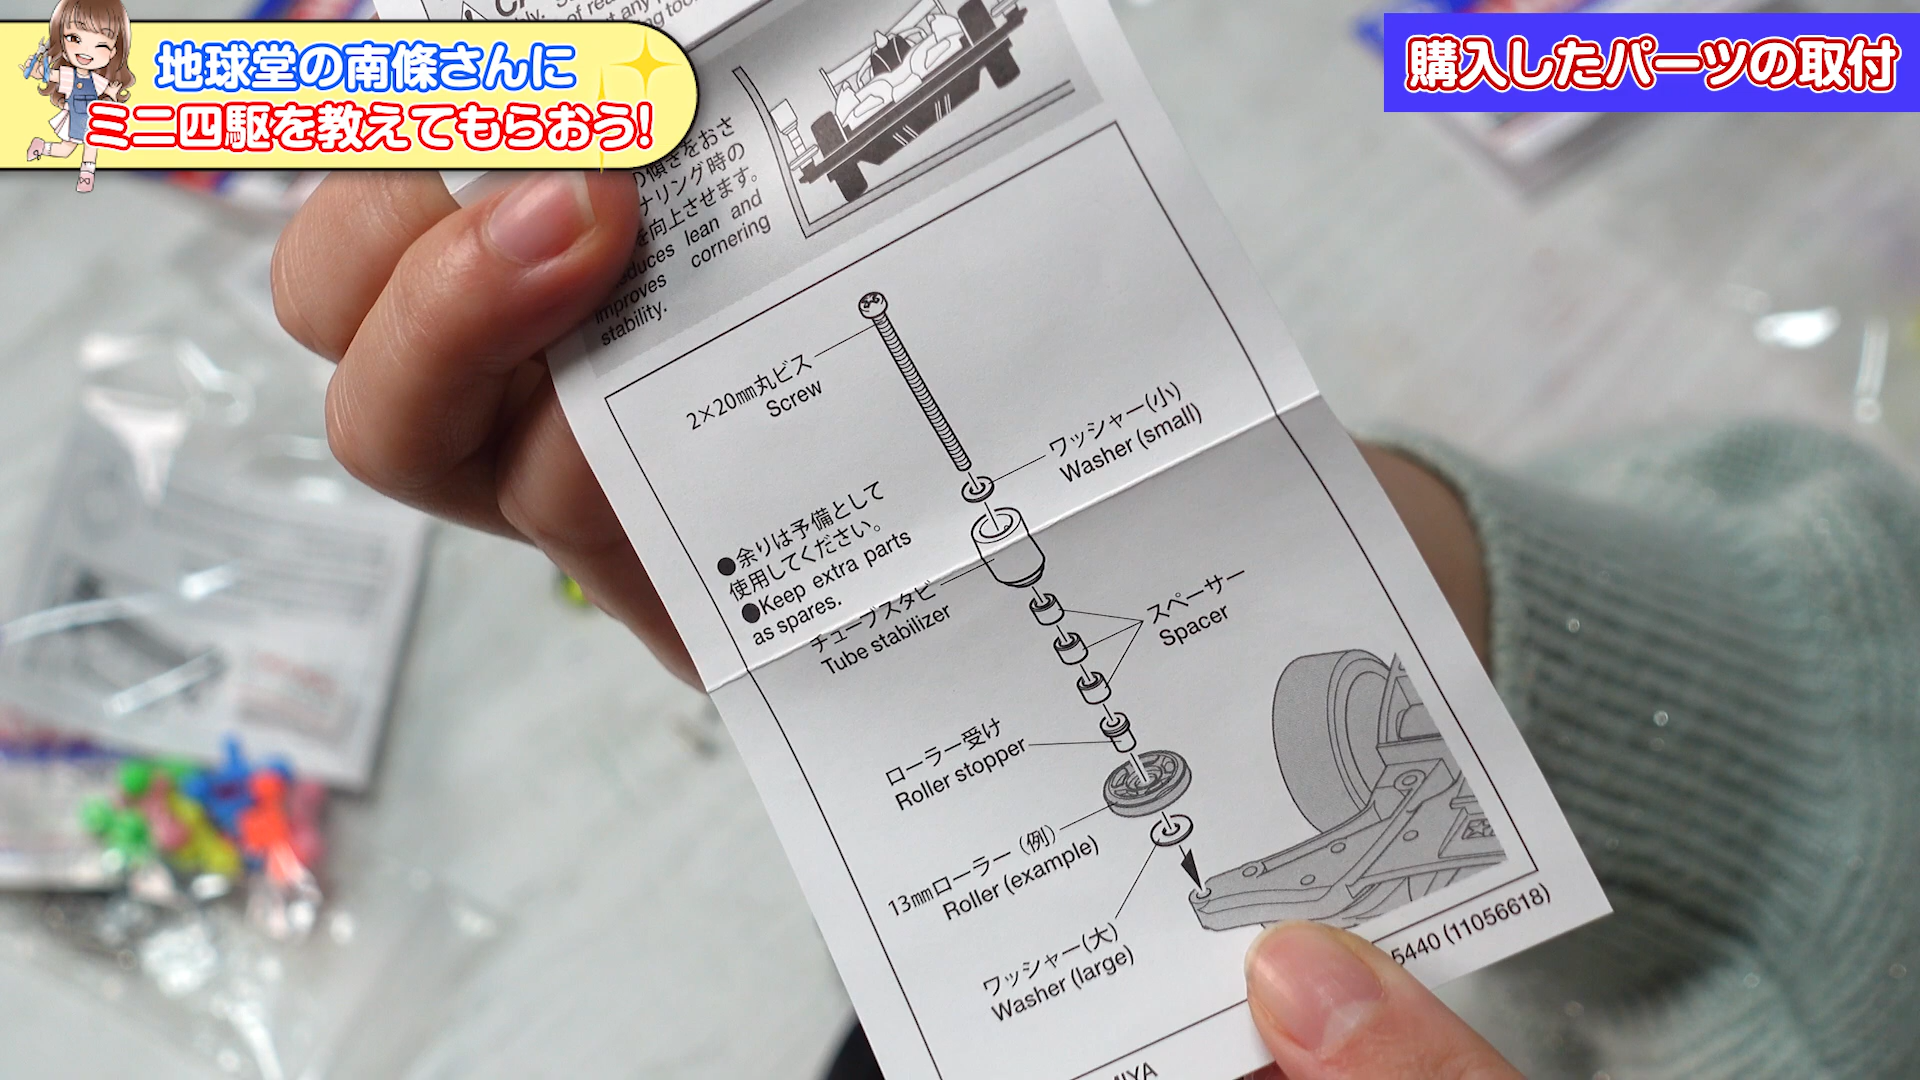 地球堂の南條さんに
ミニ四駆を教えてもらおう!
購入したパーツの取付
傾きをおさ
ナリング時の
を向上させます。
lean and
improves cornering
stability.
2×20mm丸ビス
Screw
ワッシャー(小)
Washer (small)
●余りは予備として
使用してください。
●Keep extra parts
as spares.
チューブスタビ
Tube stabilizer
スペーサー
Spacer
ローラー受け
Roller stopper
13mmローラー (例)
Roller (example)
ワッシャー(大)
Washer (large)
5440 (11056618)